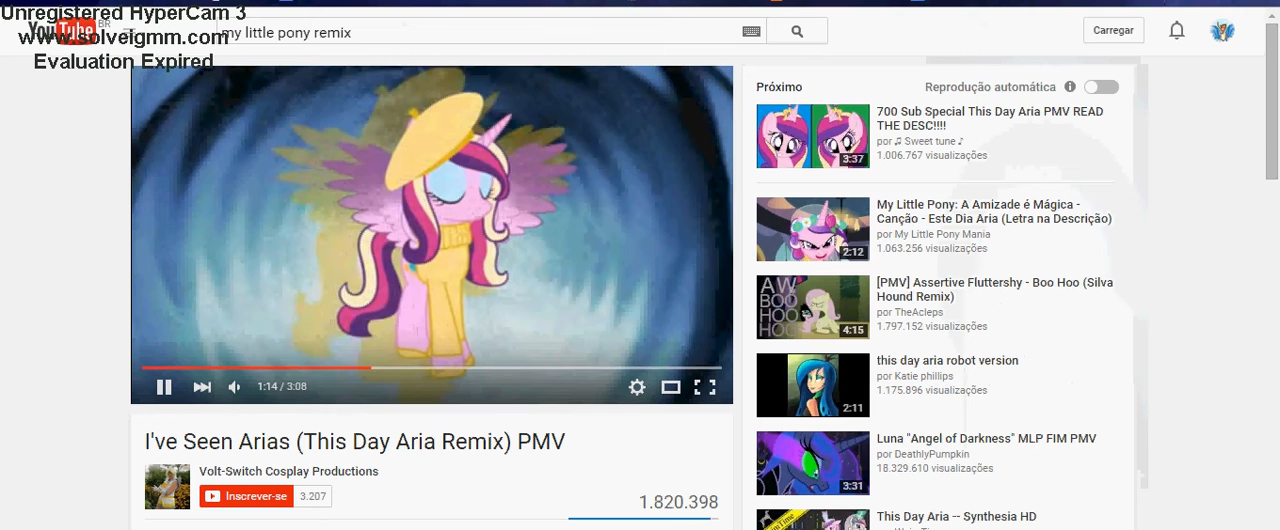 Unregistered HyperCam 3
www.solveigmm.com
Evaluation Expired
YouTube BR
my little pony remix
Carregar
1:14 / 3:08
I've Seen Arias (This Day Aria Remix) PMV
Volt-Switch Cosplay Productions
Inscrever-se 3.207
1.820.398
Próximo
Reprodução automática
700 Sub Special This Day Aria PMV READ
THE DESC!!!!
por ♫ Sweet tune ♪
1.006.767 visualizações
3:37
My Little Pony: A Amizade é Mágica -
Canção - Este Dia Aria (Letra na Descrição)
por My Little Pony Mania
1.063.256 visualizações
2:12
[PMV] Assertive Fluttershy - Boo Hoo (Silva
Hound Remix)
por TheAcleps
1.797.152 visualizações
AW
BOO
HOO
HOO
4:15
this day aria robot version
por Katie phillips
1.175.896 visualizações
2:11
Luna "Angel of Darkness" MLP FIM PMV
por DeathlyPumpkin
18.329.610 visualizações
3:31
This Day Aria -- Synthesia HD